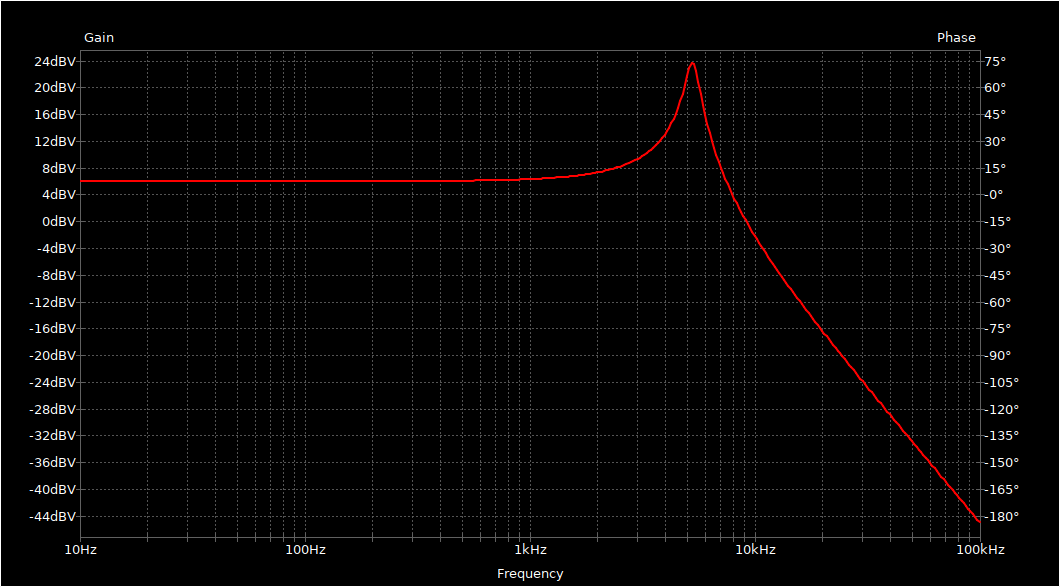 Gain Phase
24dBV 75°
20dBV 60°
16dBV 45°
12dBV 30°
8dBV 15°
4dBV -0°
0dBV -15°
-4dBV -30°
-8dBV -45°
-12dBV -60°
-16dBV -75°
-20dBV -90°
-24dBV -105°
-28dBV -120°
-32dBV -135°
-36dBV -150°
-40dBV -165°
-44dBV -180°
10Hz 100Hz 1kHz 10kHz 100kHz
Frequency